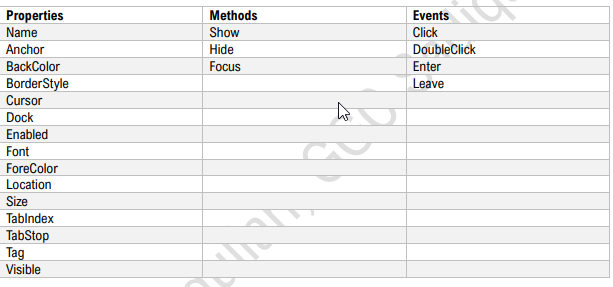 Properties Methods Events
Name Show Click
Anchor Hide DoubleClick
BackColor Focus Enter
BorderStyle Leave
Cursor
Dock
Enabled
Font
ForeColor
Location
Size
TabIndex
TabStop
Tag
Visible